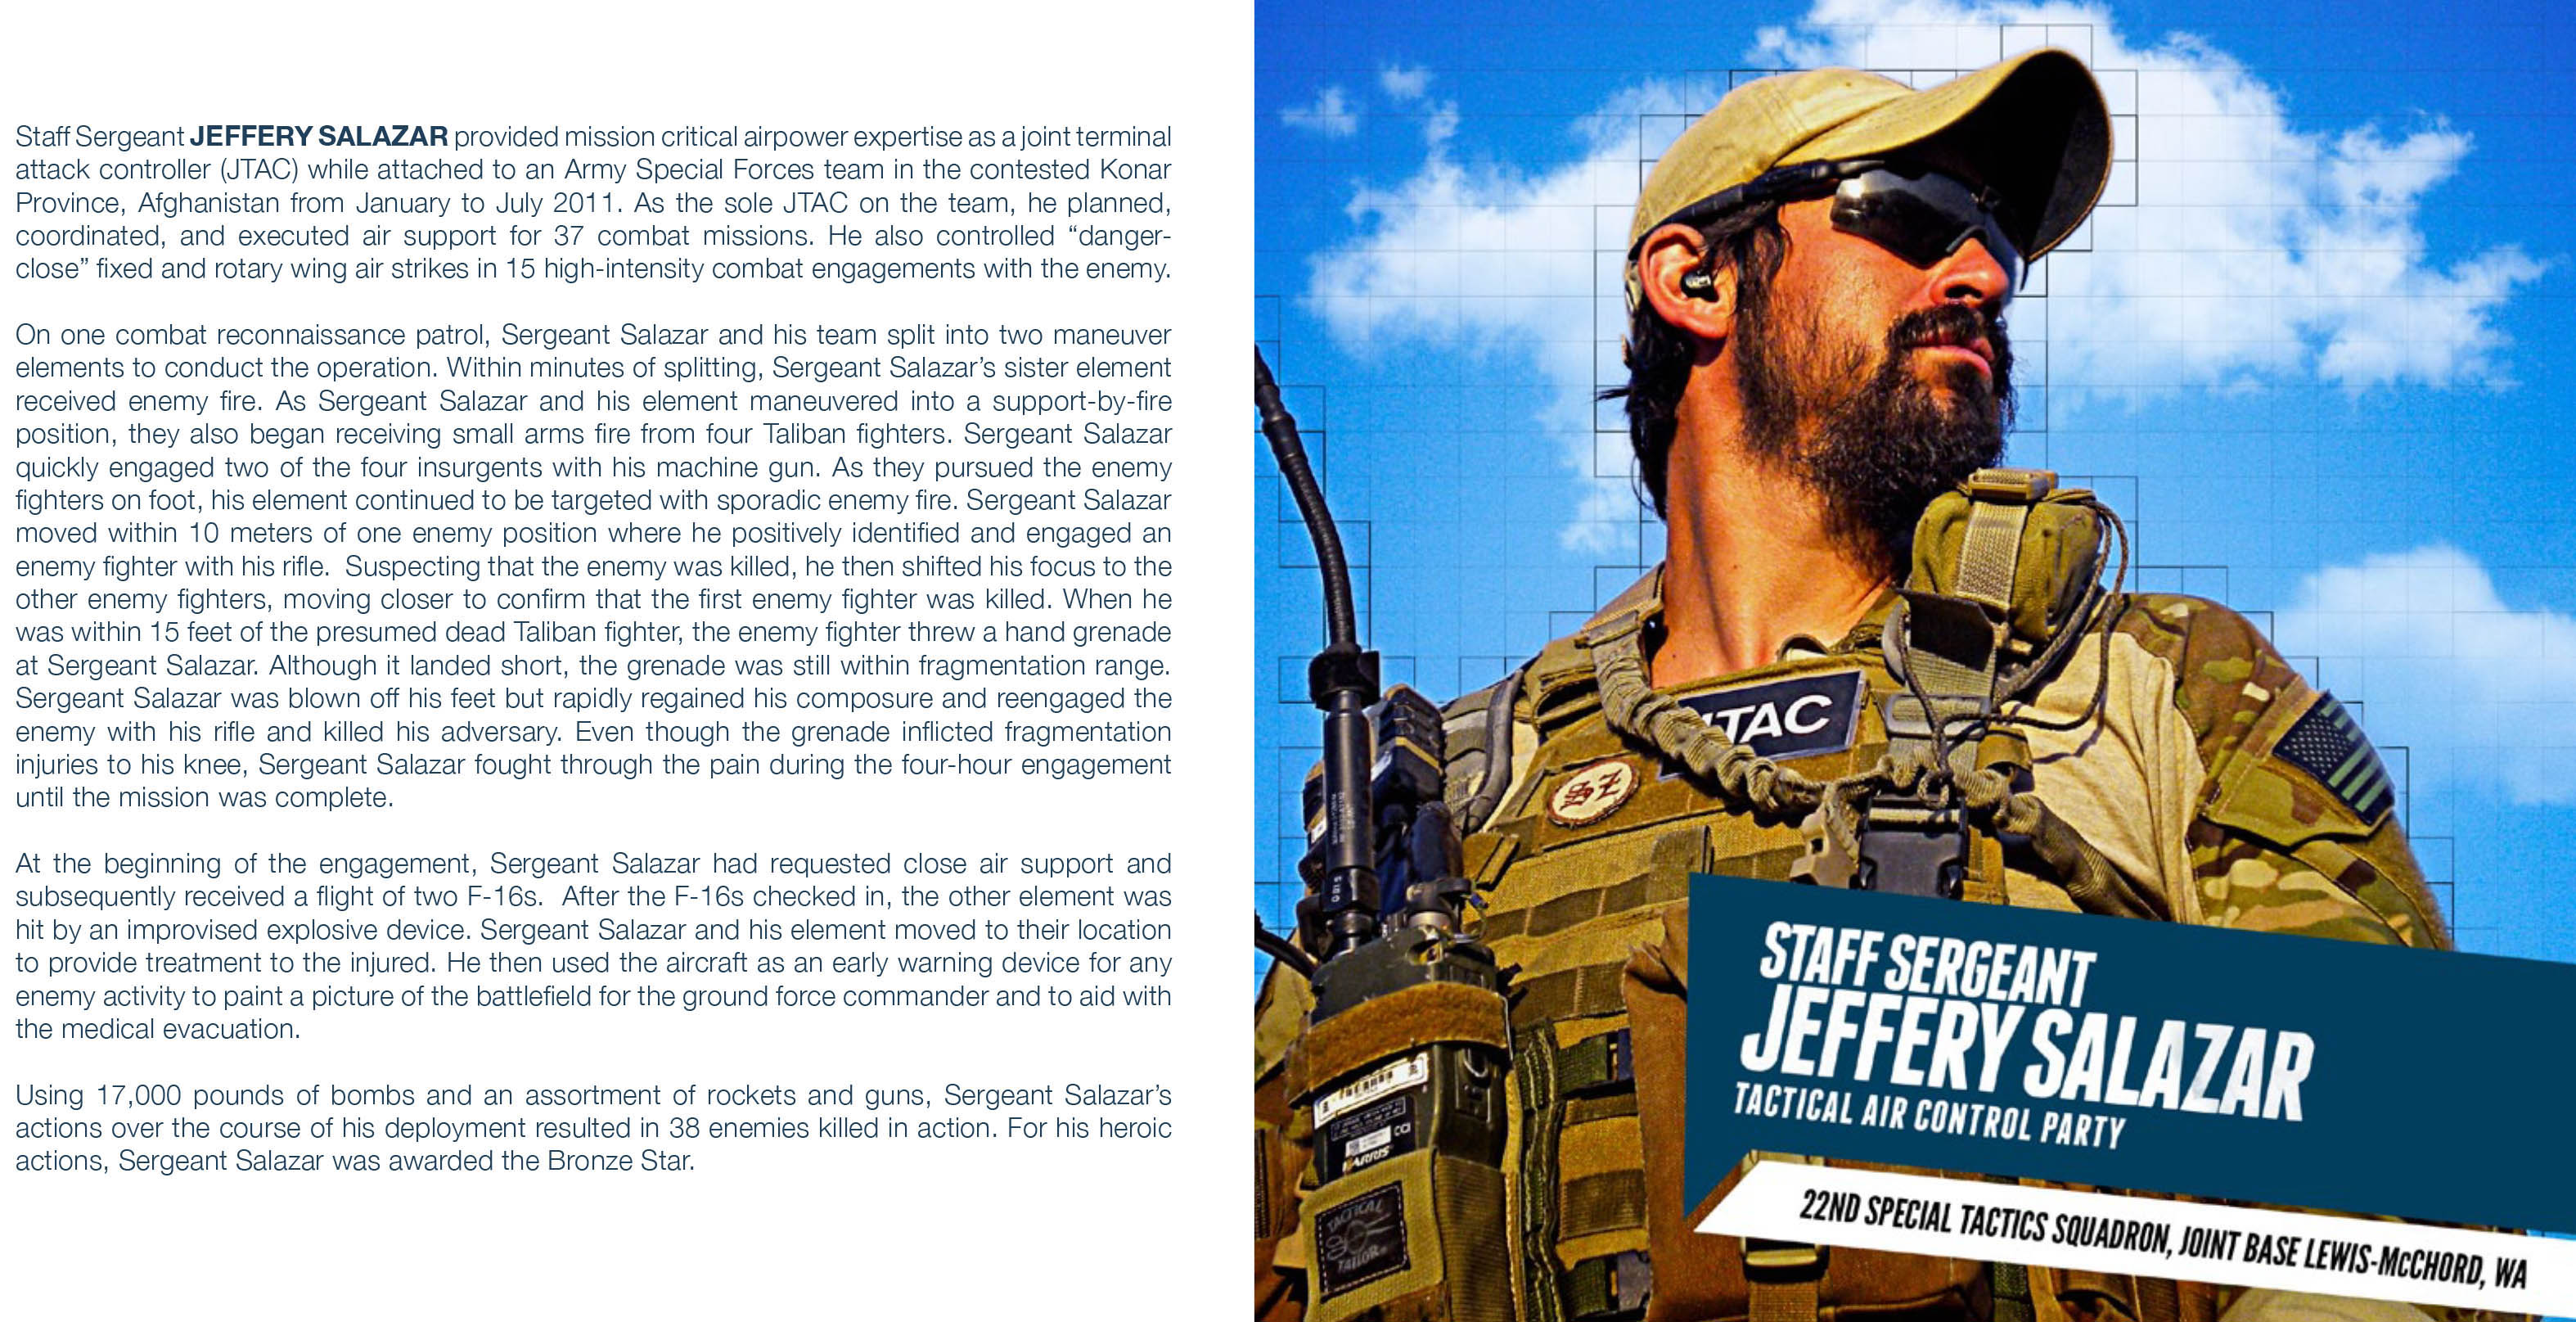 Staff Sergeant JEFFERY SALAZAR provided mission critical airpower expertise as a joint terminal
attack controller (JTAC) while attached to an Army Special Forces team in the contested Konar
Province, Afghanistan from January to July 2011. As the sole JTAC on the team, he planned,
coordinated, and executed air support for 37 combat missions. He also controlled “danger-
close” fixed and rotary wing air strikes in 15 high-intensity combat engagements with the enemy.
On one combat reconnaissance patrol, Sergeant Salazar and his team split into two maneuver
elements to conduct the operation. Within minutes of splitting, Sergeant Salazar’s sister element
received enemy fire. As Sergeant Salazar and his element maneuvered into a support-by-fire
position, they also began receiving small arms fire from four Taliban fighters. Sergeant Salazar
quickly engaged two of the four insurgents with his machine gun. As they pursued the enemy
fighters on foot, his element continued to be targeted with sporadic enemy fire. Sergeant Salazar
moved within 10 meters of one enemy position where he positively identified and engaged an
enemy fighter with his rifle.  Suspecting that the enemy was killed, he then shifted his focus to the
other enemy fighters, moving closer to confirm that the first enemy fighter was killed. When he
was within 15 feet of the presumed dead Taliban fighter, the enemy fighter threw a hand grenade
at Sergeant Salazar. Although it landed short, the grenade was still within fragmentation range.
Sergeant Salazar was blown off his feet but rapidly regained his composure and reengaged the
enemy with his rifle and killed his adversary. Even though the grenade inflicted fragmentation
injuries to his knee, Sergeant Salazar fought through the pain during the four-hour engagement
until the mission was complete.
At the beginning of the engagement, Sergeant Salazar had requested close air support and
subsequently received a flight of two F-16s.  After the F-16s checked in, the other element was
hit by an improvised explosive device. Sergeant Salazar and his element moved to their location
to provide treatment to the injured. He then used the aircraft as an early warning device for any
enemy activity to paint a picture of the battlefield for the ground force commander and to aid with
the medical evacuation.
Using 17,000 pounds of bombs and an assortment of rockets and guns, Sergeant Salazar’s
actions over the course of his deployment resulted in 38 enemies killed in action. For his heroic
actions, Sergeant Salazar was awarded the Bronze Star.
JTAC
SZ
STAFF SERGEANT
JEFFERY SALAZAR
TACTICAL AIR CONTROL PARTY
22ND SPECIAL TACTICS SQUADRON, JOINT BASE LEWIS-McCHORD, WA
CCI
HARRIS
TACTICAL
TAILOR